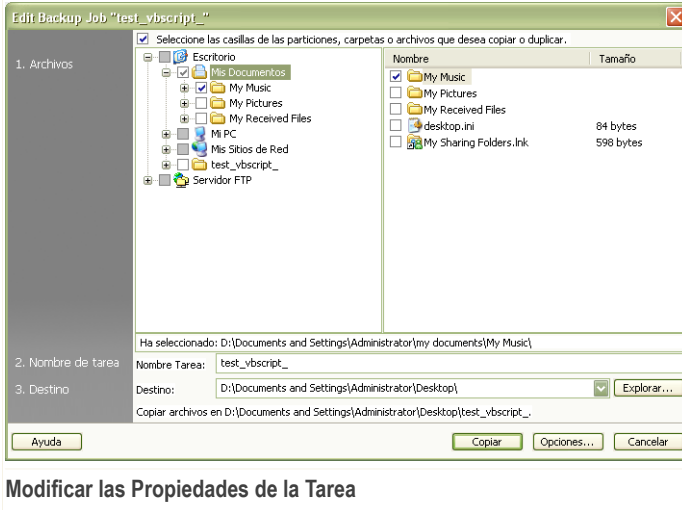 Edit Backup Job "test_vbscript_"
Seleccione las casillas de las particiones, carpetas o archivos que desea copiar o duplicar.
1. Archivos
Escritorio
Mis Documentos
My Music
My Pictures
My Received Files
Mi PC
Mis Sitios de Red
test_vbscript_
Servidor FTP
Nombre Tamaño
My Music
My Pictures
My Received Files
desktop.ini 84 bytes
My Sharing Folders.lnk 598 bytes
Ha seleccionado: D:\Documents and Settings\Administrator\my documents\My Music\
2. Nombre de tarea Nombre Tarea: test_vbscript_
3. Destino Destino: D:\Documents and Settings\Administrator\Desktop\ Explorar...
Copiar archivos en D:\Documents and Settings\Administrator\Desktop\test_vbscript_.
Ayuda Copiar Opciones... Cancelar
Modificar las Propiedades de la Tarea